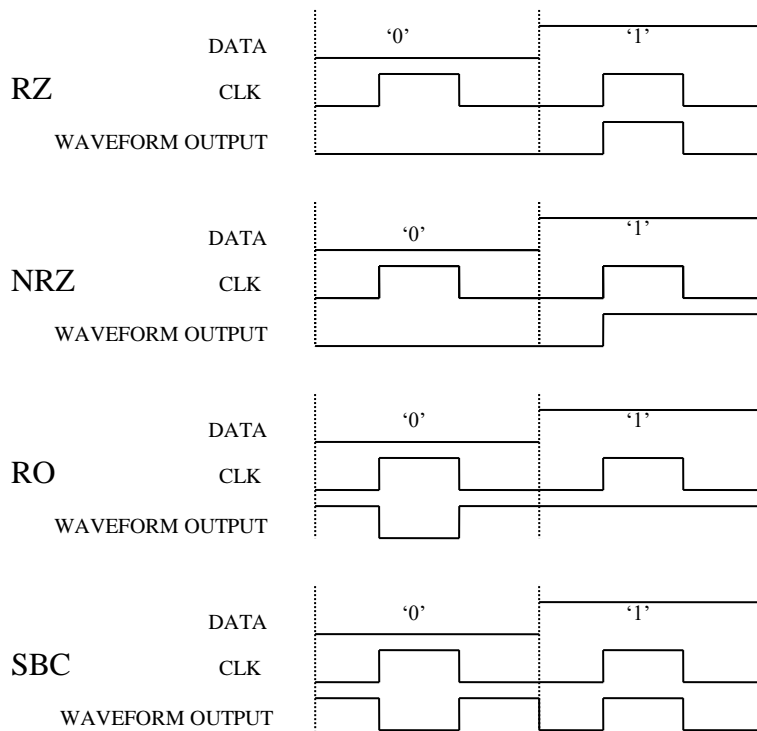 DATA ‘0’ ‘1’
RZ CLK
WAVEFORM OUTPUT
DATA ‘0’ ‘1’
NRZ CLK
WAVEFORM OUTPUT
DATA ‘0’ ‘1’
RO CLK
WAVEFORM OUTPUT
DATA ‘0’ ‘1’
SBC CLK
WAVEFORM OUTPUT